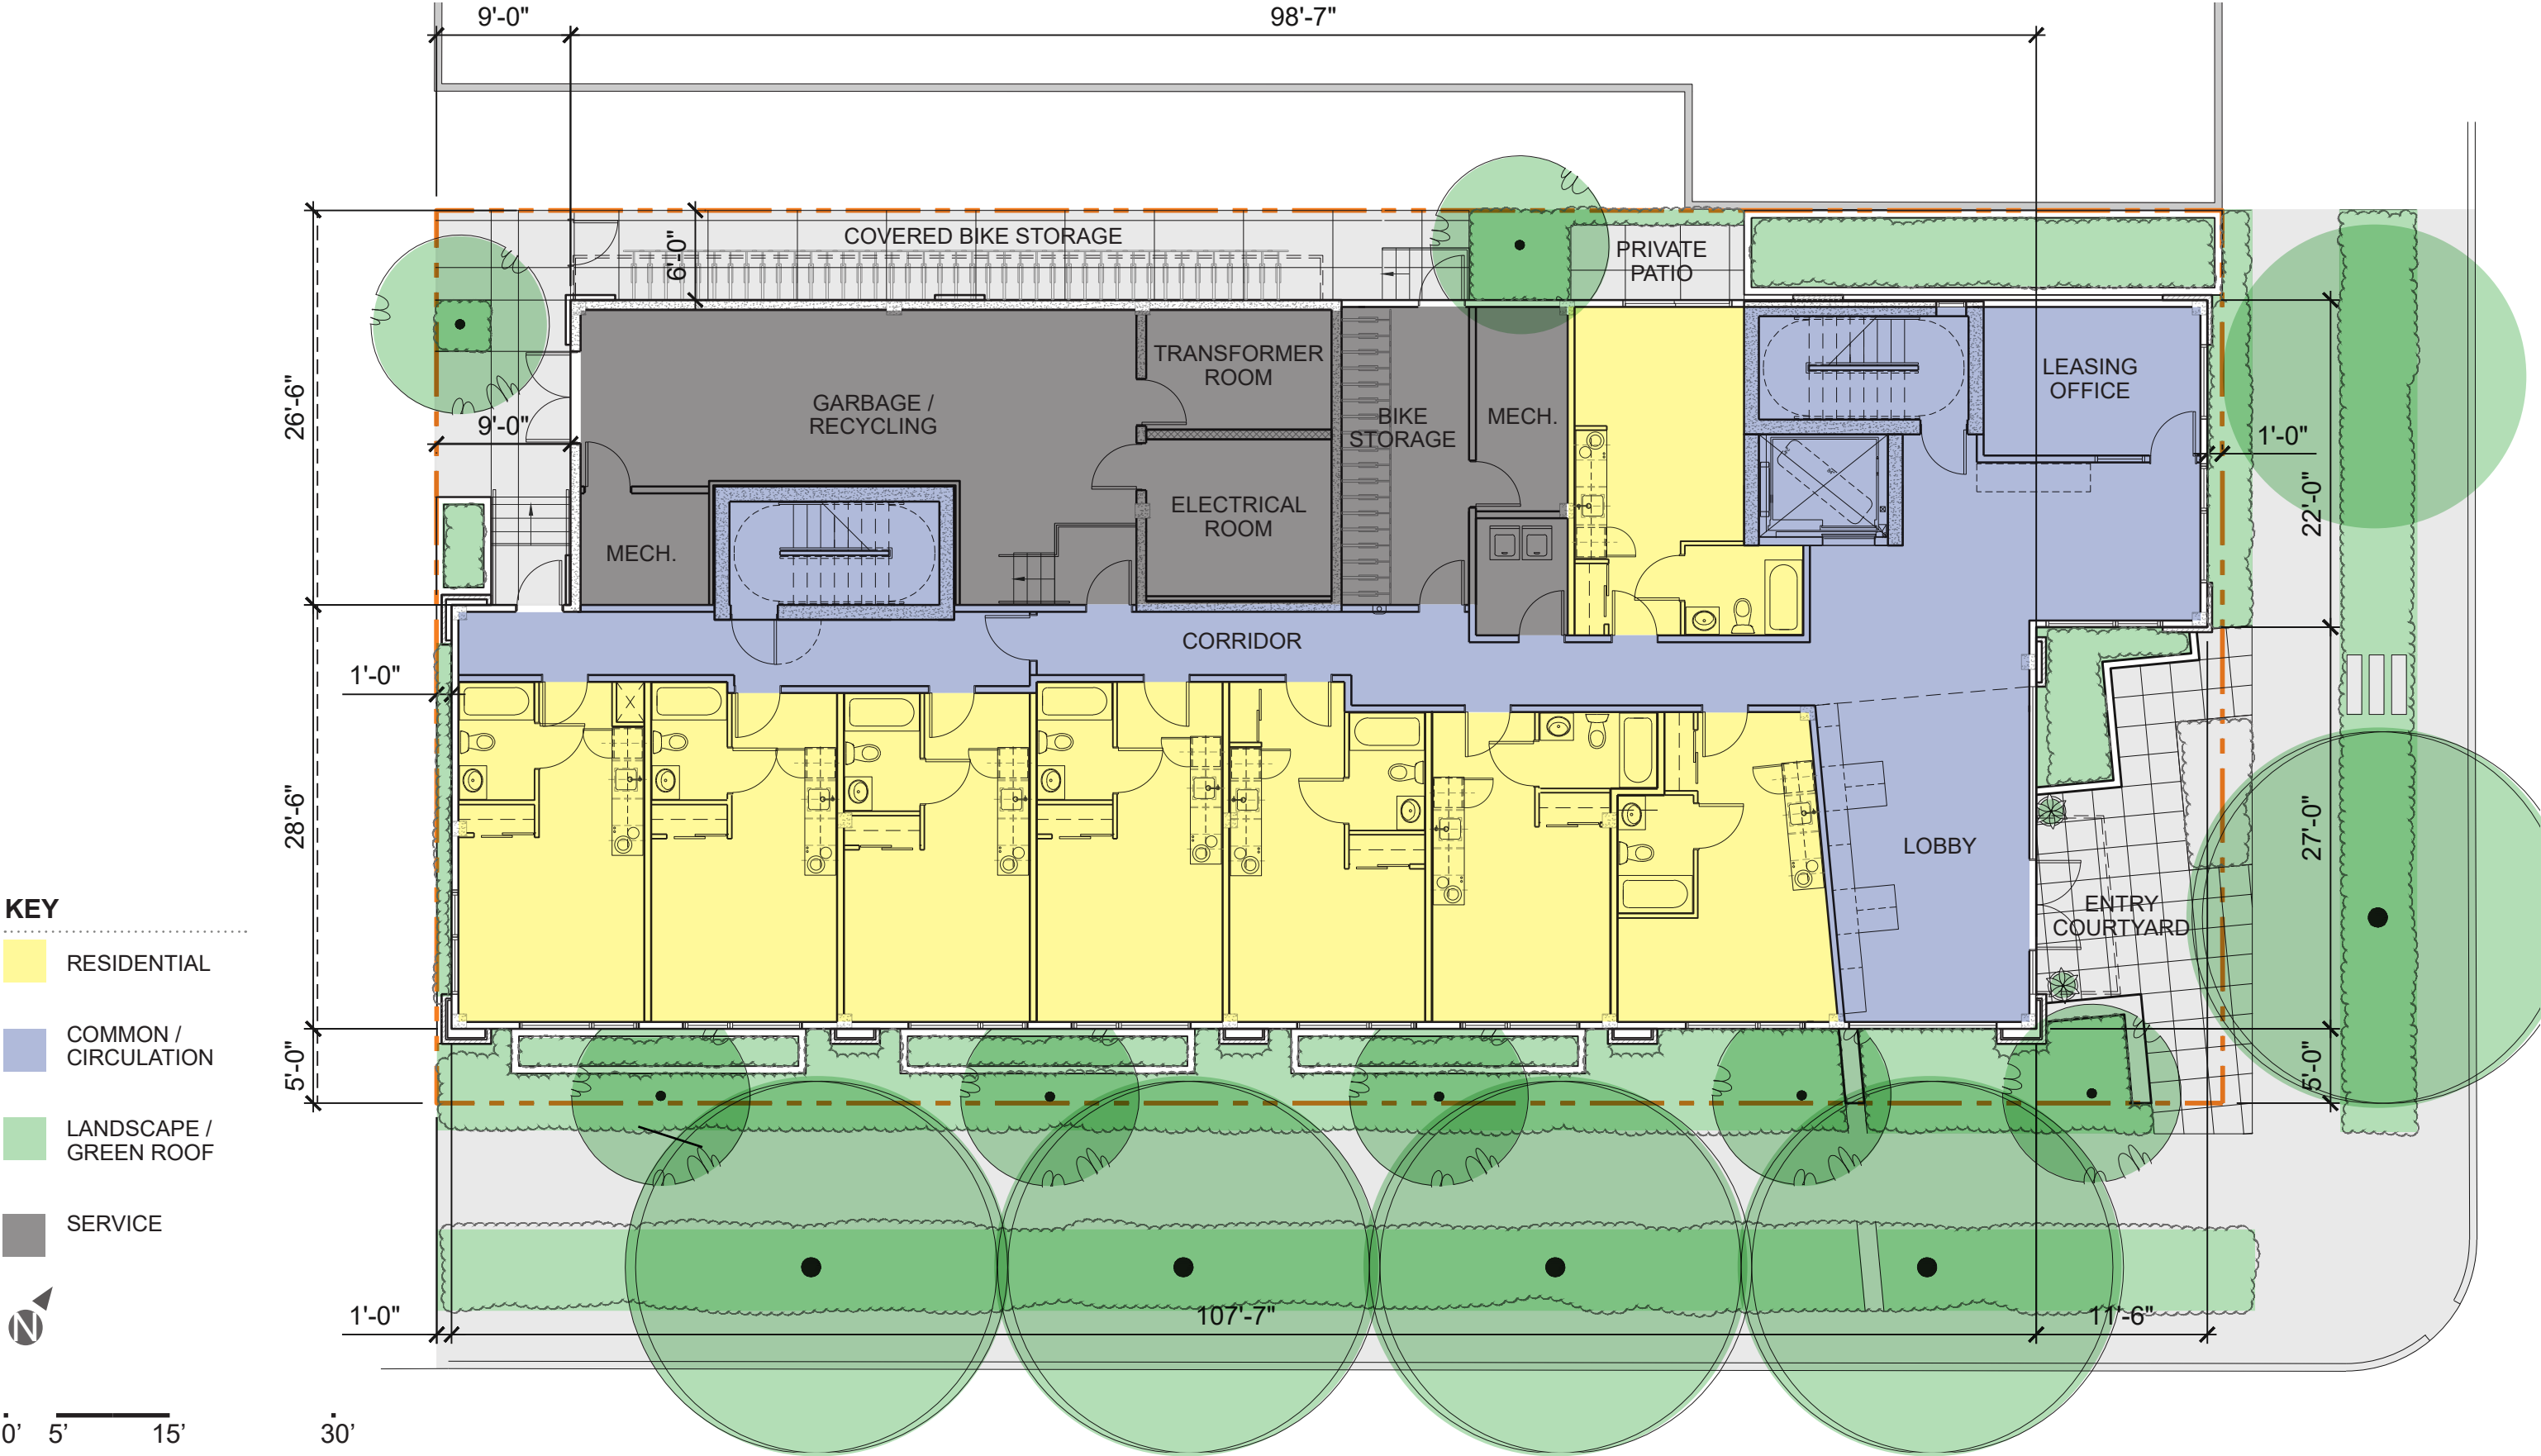 9'-0"
98'-7"
COVERED BIKE STORAGE
6'-0"
PRIVATE
PATIO
26'-6"
9'-0"
GARBAGE /
RECYCLING
TRANSFORMER
ROOM
BIKE
STORAGE
MECH.
LEASING
OFFICE
1'-0"
22'-0"
ELECTRICAL
ROOM
MECH.
CORRIDOR
1'-0"
28'-6"
LOBBY
27'-0"
ENTRY
COURTYARD
5'-0"
5'-0"
KEY
RESIDENTIAL
COMMON /
CIRCULATION
LANDSCAPE /
GREEN ROOF
SERVICE
N
1'-0"
107'-7"
11'-6"
0' 5' 15' 30'